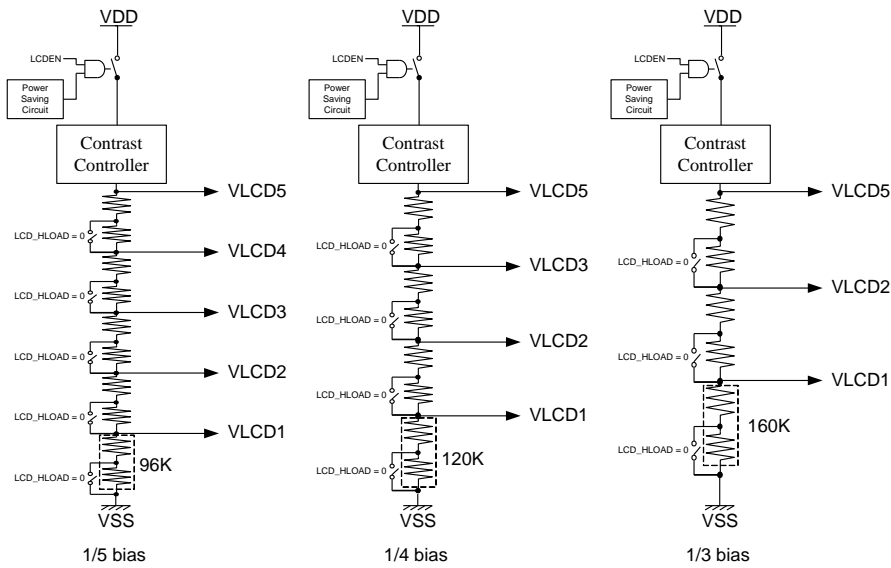 VDD
LCDEN
Power
Saving
Circuit
Contrast
Controller
VLCD5
LCD_HLOAD = 0
VLCD4
LCD_HLOAD = 0
VLCD3
LCD_HLOAD = 0
VLCD2
LCD_HLOAD = 0
VLCD1
96K
LCD_HLOAD = 0
VSS
1/5 bias
VDD
LCDEN
Power
Saving
Circuit
Contrast
Controller
VLCD5
LCD_HLOAD = 0
VLCD3
LCD_HLOAD = 0
VLCD2
LCD_HLOAD = 0
VLCD1
120K
LCD_HLOAD = 0
VSS
1/4 bias
VDD
LCDEN
Power
Saving
Circuit
Contrast
Controller
VLCD5
LCD_HLOAD = 0
VLCD2
LCD_HLOAD = 0
VLCD1
160K
LCD_HLOAD = 0
VSS
1/3 bias